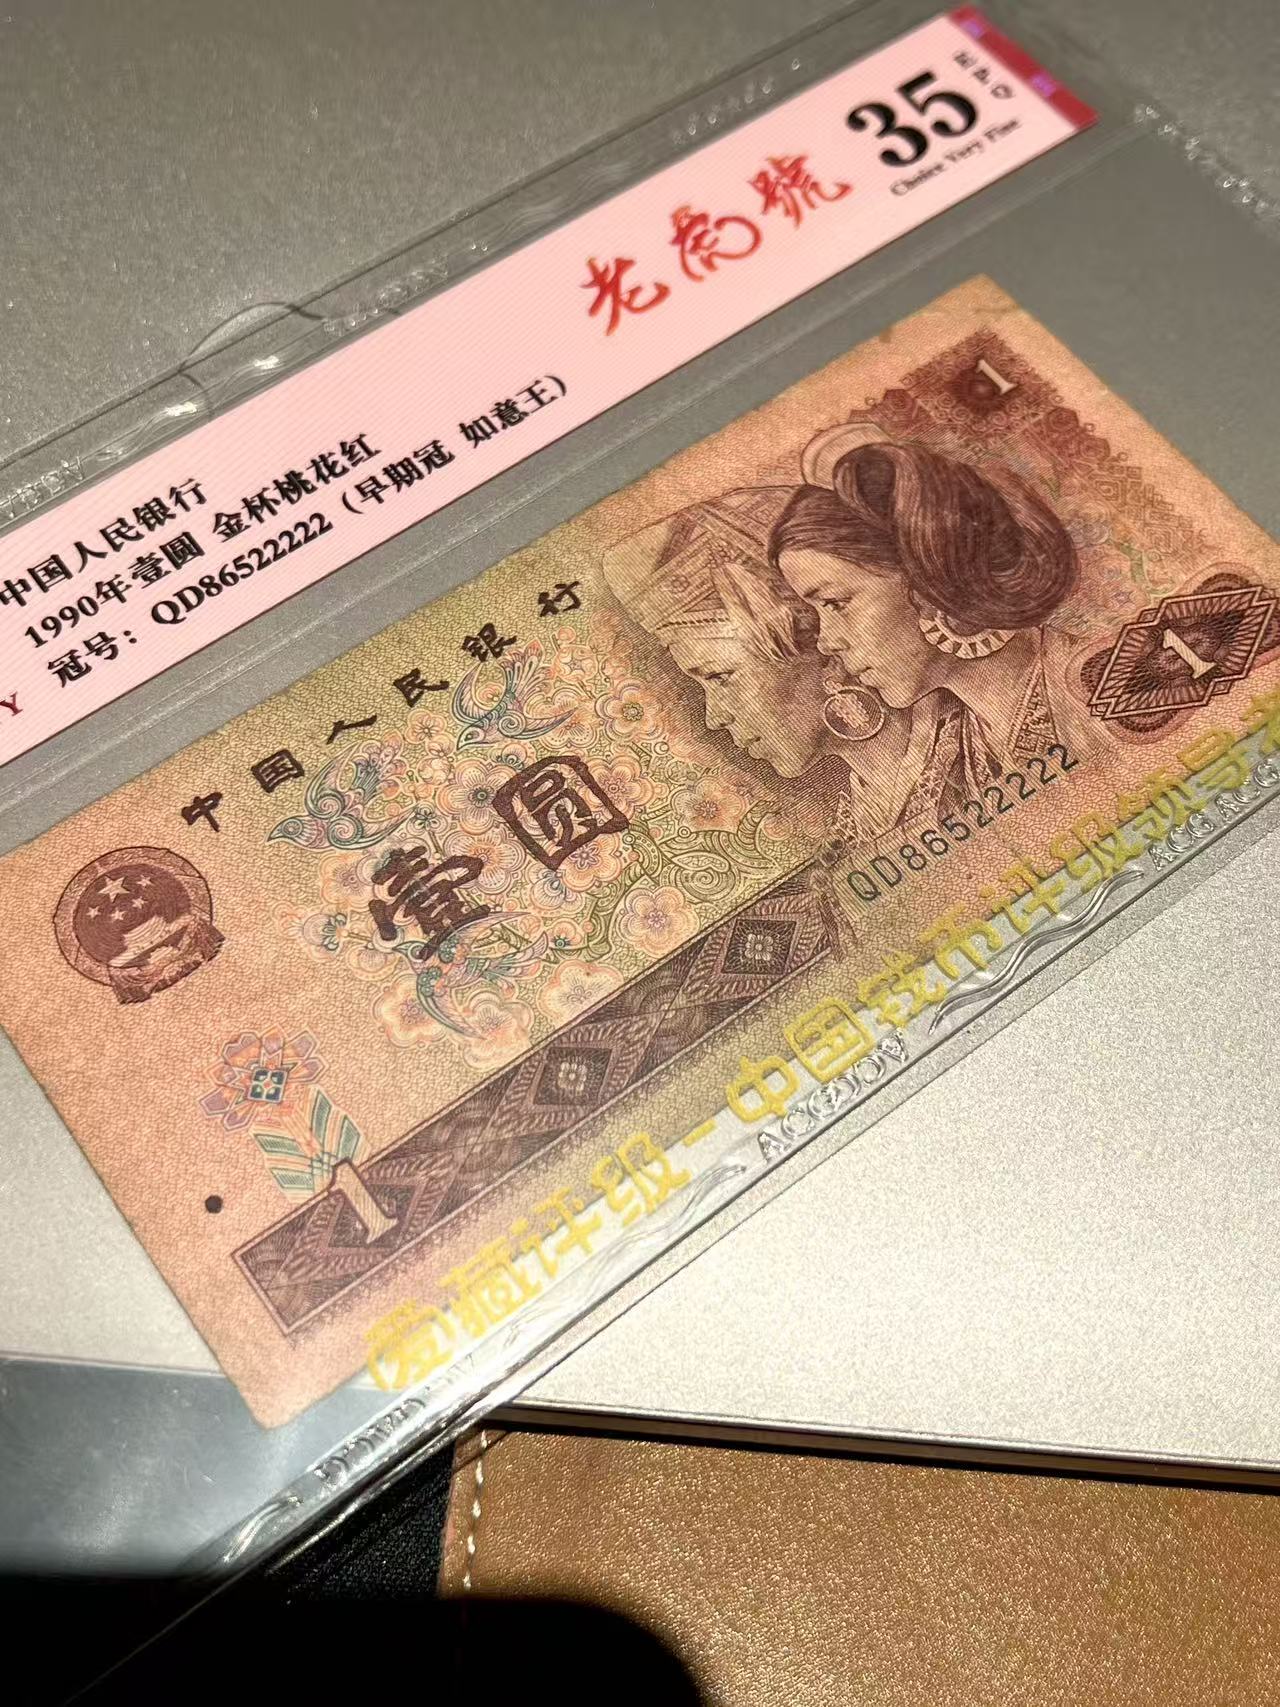 35
EPQ
Choice Very Fine
老虎號
中国人民银行
1990年壹圆 金杯桃花红
冠号：QD86522222（早期冠 如意王）
Y
1
中国人民银行
壹圆
1
QD86522222
1
爱藏评级-中国钱币评级领导者
ACG ACG